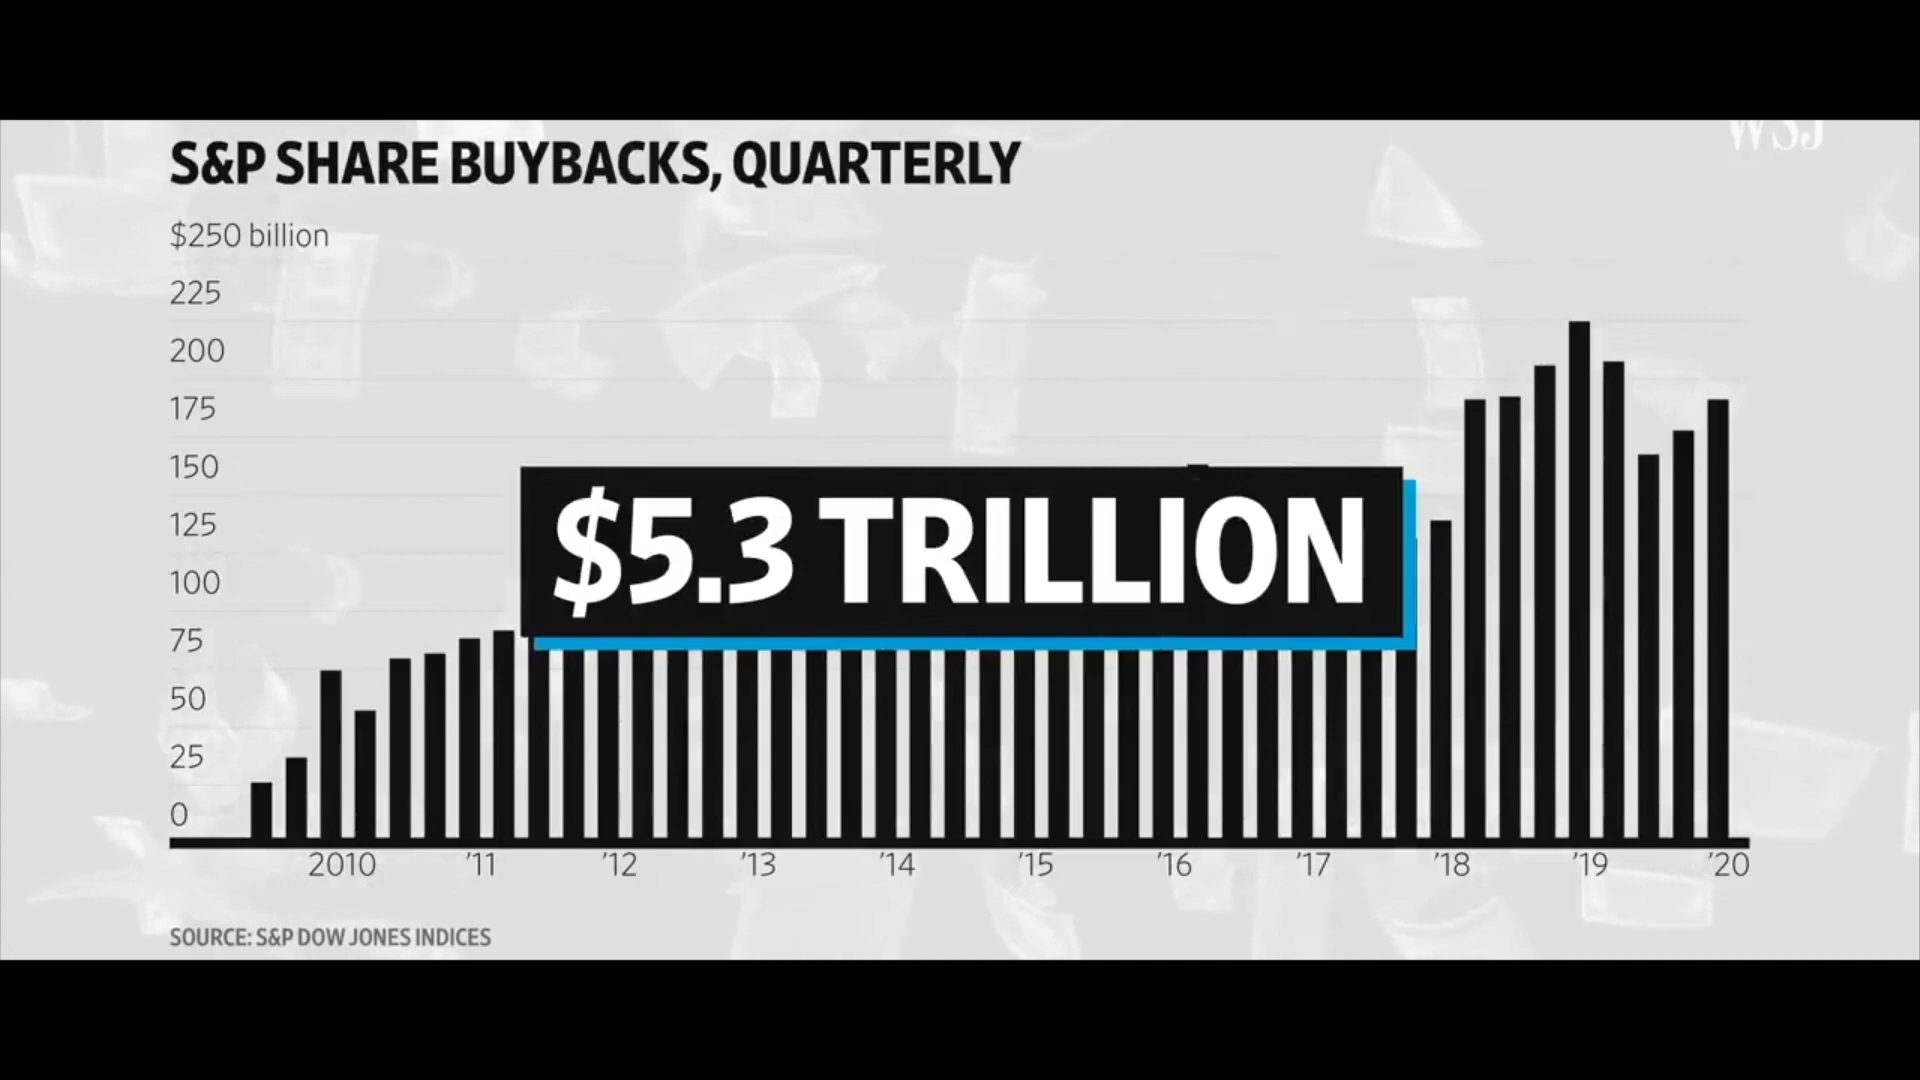 WSJ
S&P SHARE BUYBACKS, QUARTERLY
$250 billion
225
200
175
150
$5.3 TRILLION
125
100
75
50
25
0
2010 '11 '12 '13 '14 '15 '16 '17 '18 '19 '20
SOURCE: S&P DOW JONES INDICES